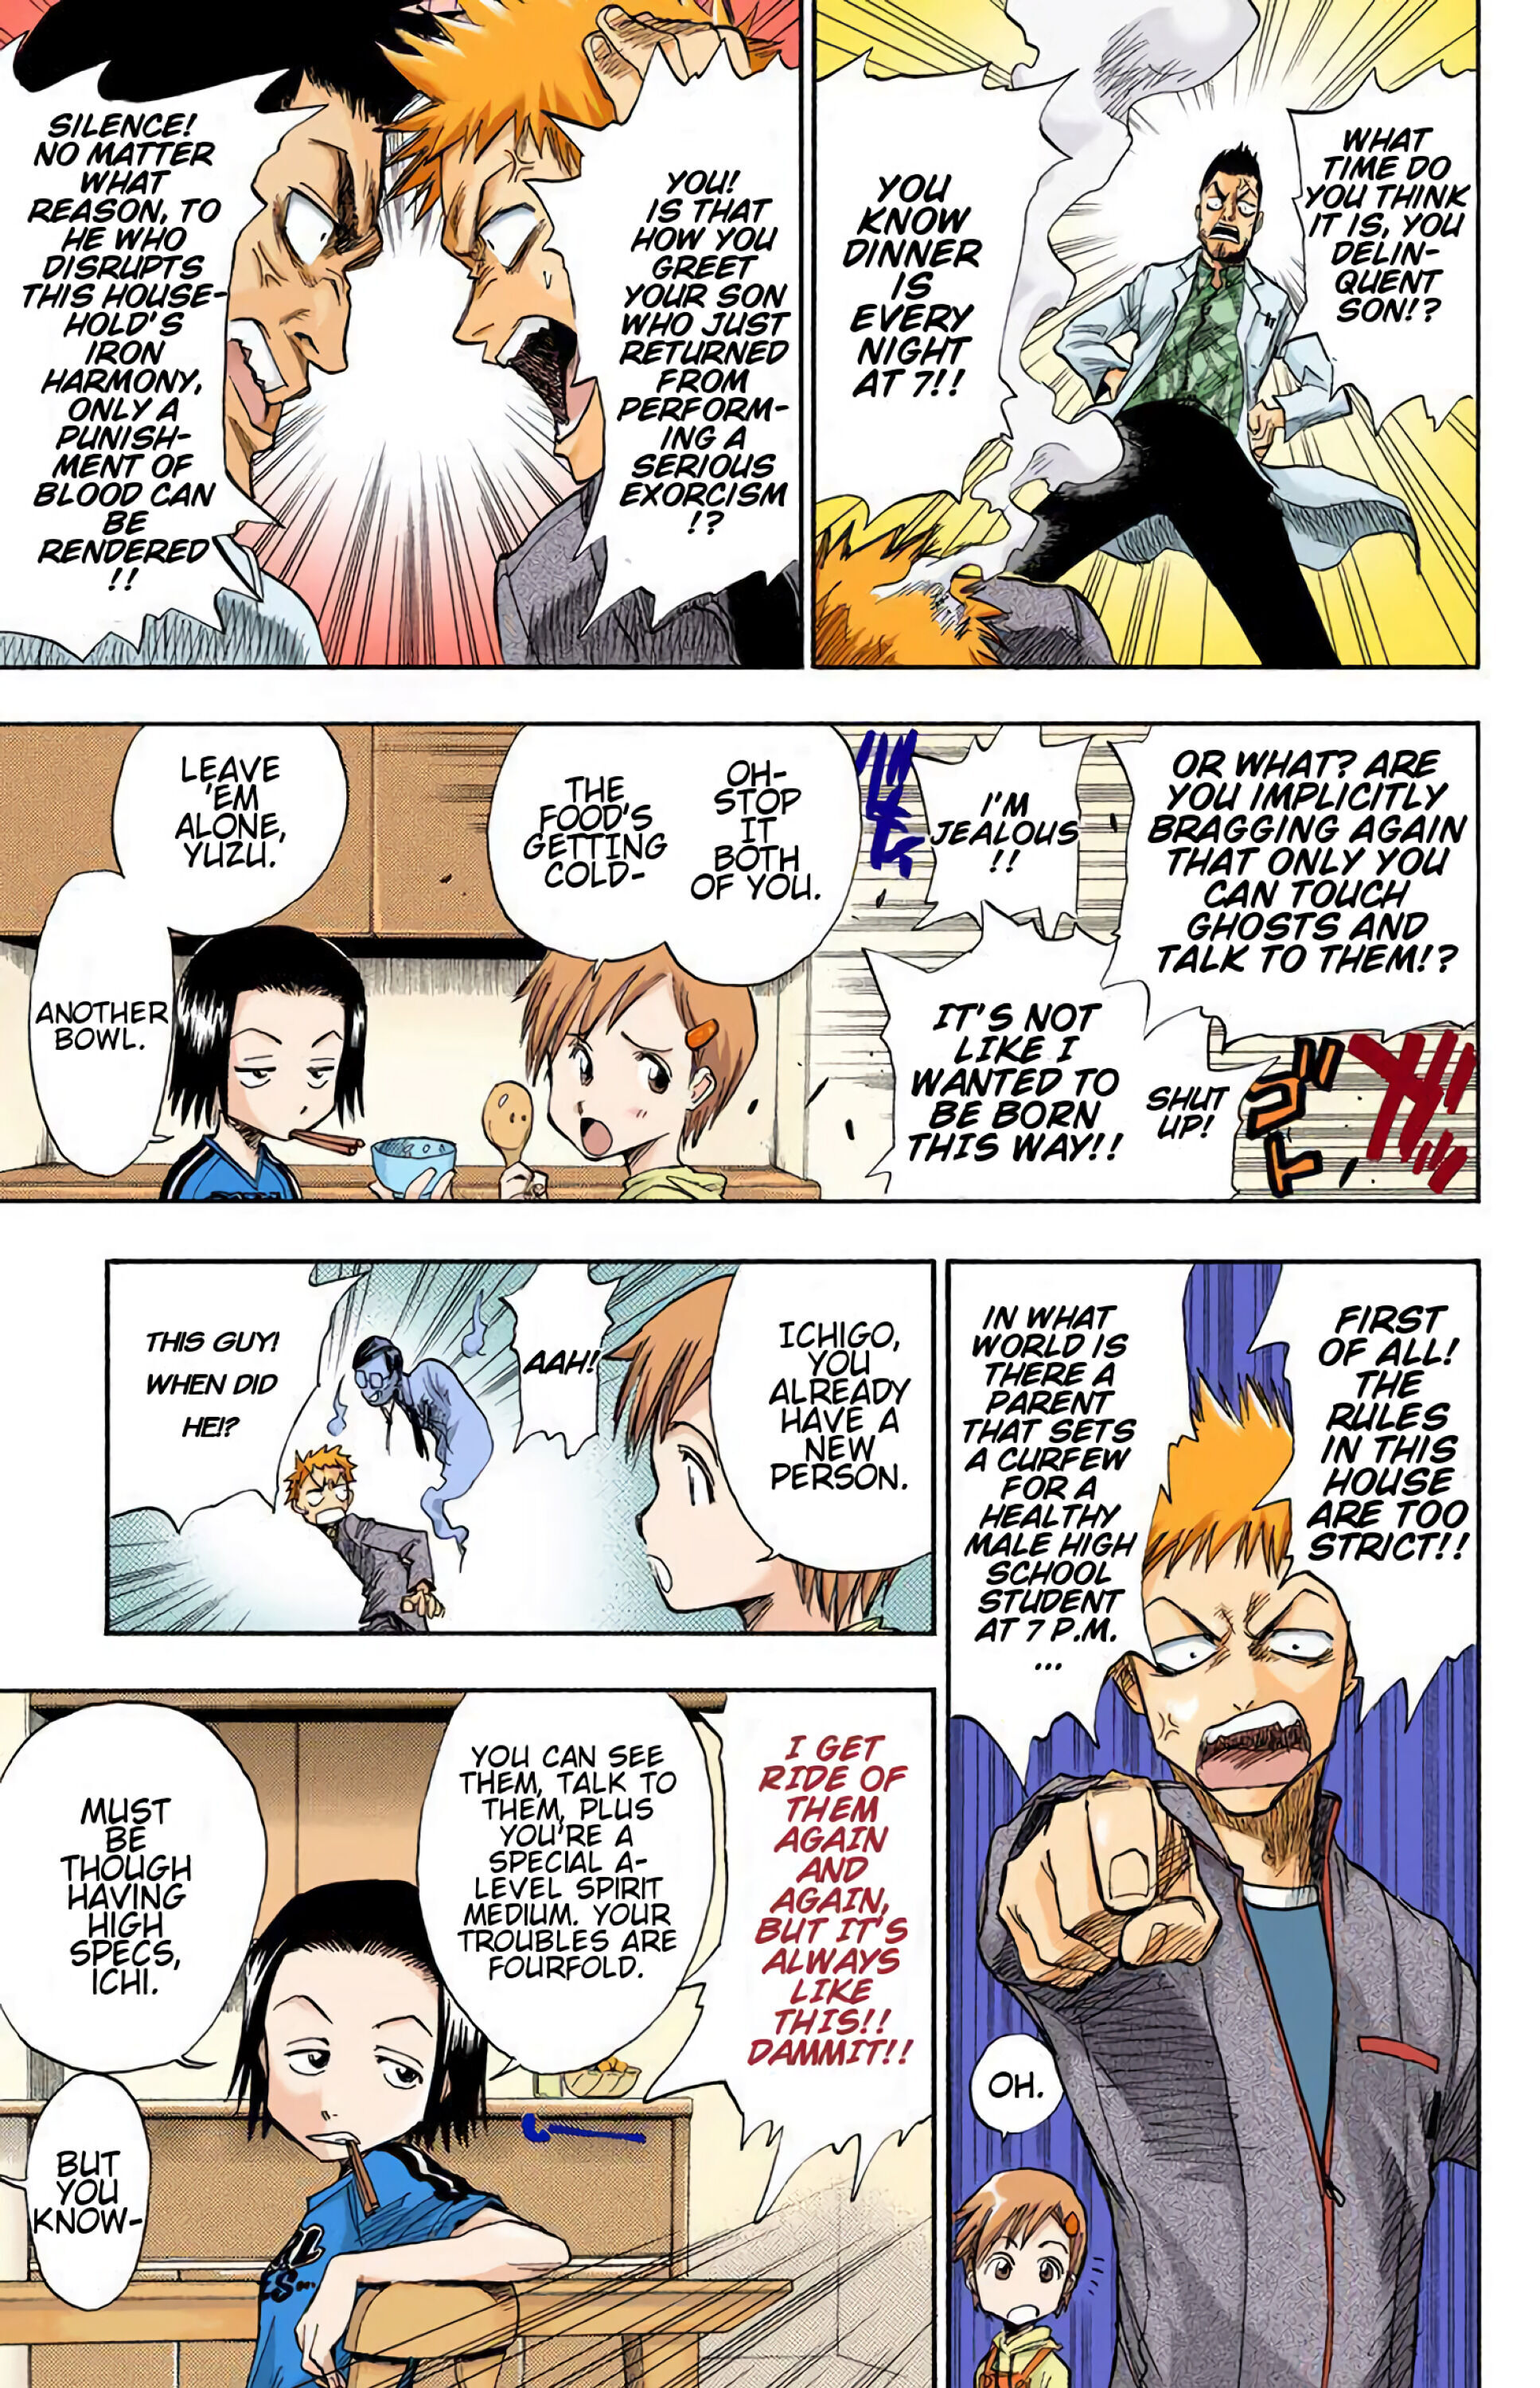 WHAT
TIME DO
YOU THINK
IT IS, YOU
DELIN-
QUENT
SON!?
YOU
KNOW
DINNER
IS
EVERY
NIGHT
AT 7!!
YOU!
IS THAT
HOW YOU
GREET
YOUR SON
WHO JUST
RETURNED
FROM
PERFORM-
ING A
SERIOUS
EXORCISM
!?
SILENCE!
NO MATTER
WHAT
REASON, TO
HE WHO
DISRUPTS
THIS HOUSE-
HOLD'S
IRON
HARMONY,
ONLY A
PUNISH-
MENT OF
BLOOD CAN
BE
RENDERED
!!
OR WHAT? ARE
YOU IMPLICITLY
BRAGGING AGAIN
THAT ONLY YOU
CAN TOUCH
GHOSTS AND
TALK TO THEM!?
I'M
JEALOUS
!!
SHUT
UP!
IT'S NOT
LIKE I
WANTED TO
BE BORN
THIS WAY!!
ゴト
OH-
STOP
IT
BOTH
OF YOU.
THE
FOOD'S
GETTING
COLD-
LEAVE
'EM
ALONE,
YUZU.
ANOTHER
BOWL.
FIRST
OF ALL!
THE
RULES
IN THIS
HOUSE
ARE TOO
STRICT!!
IN WHAT
WORLD IS
THERE A
PARENT
THAT SETS
A CURFEW
FOR A
HEALTHY
MALE HIGH
SCHOOL
STUDENT
AT 7 P.M.
...
OH.
ICHIGO,
YOU
ALREADY
HAVE A
NEW
PERSON.
AAH!
THIS GUY!
WHEN DID
HE!?
I GET
RIDE OF
THEM
AGAIN
AND
AGAIN,
BUT IT'S
ALWAYS
LIKE
THIS!!
DAMMIT!!
YOU CAN SEE
THEM, TALK TO
THEM, PLUS
YOU'RE A
SPECIAL A-
LEVEL SPIRIT
MEDIUM. YOUR
TROUBLES ARE
FOURFOLD.
MUST
BE
THOUGH
HAVING
HIGH
SPECS,
ICHI.
BUT
YOU
KNOW-